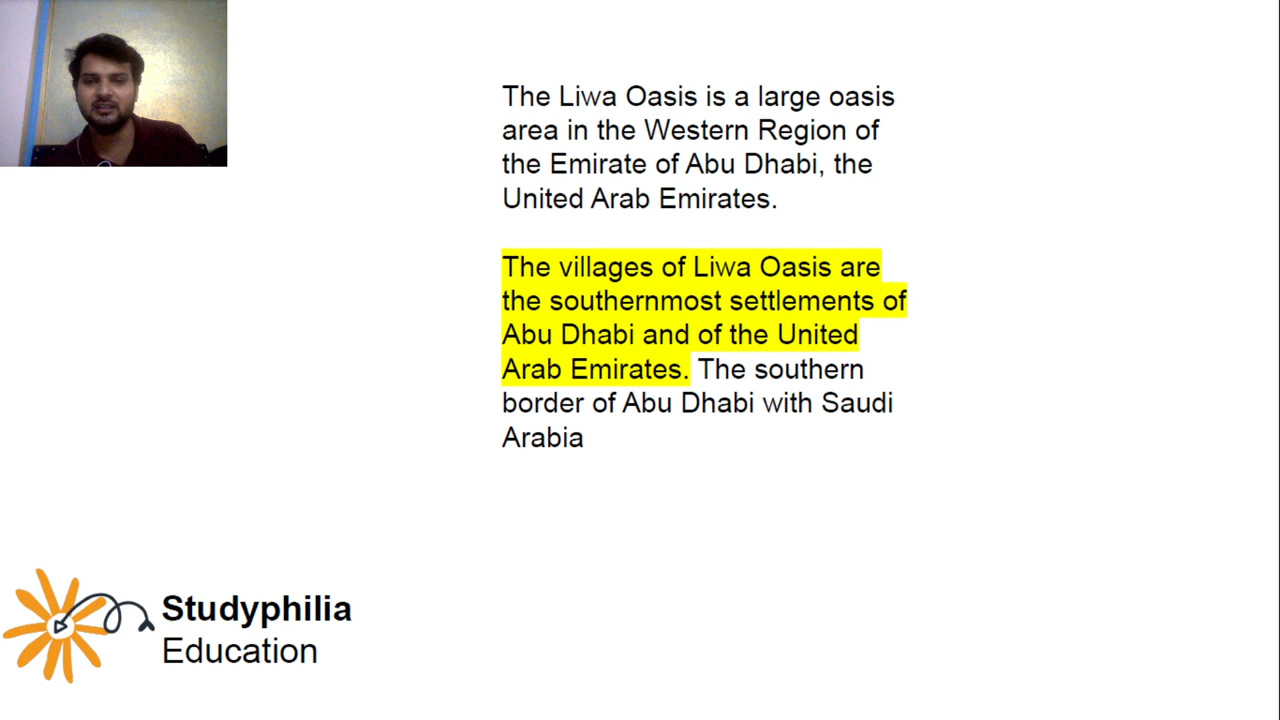 The Liwa Oasis is a large oasis
area in the Western Region of
the Emirate of Abu Dhabi, the
United Arab Emirates.
The villages of Liwa Oasis are
the southernmost settlements of
Abu Dhabi and of the United
Arab Emirates. The southern
border of Abu Dhabi with Saudi
Arabia
Studyphilia
Education